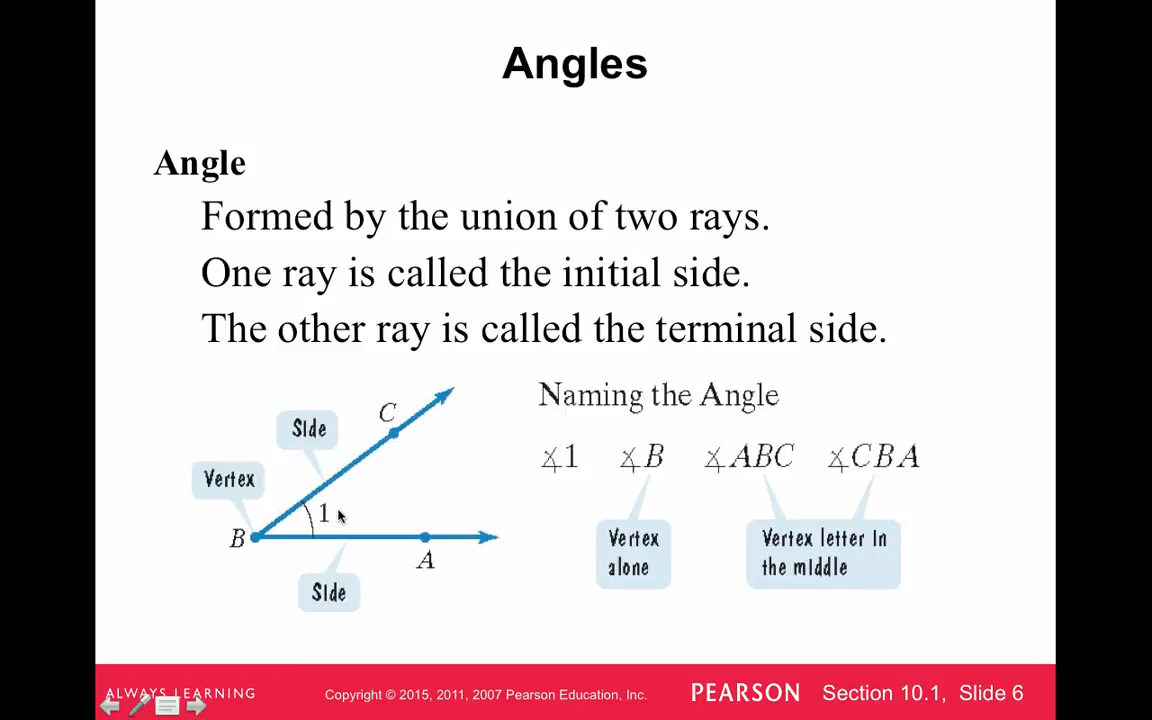 Angles
Angle
Formed by the union of two rays.
One ray is called the initial side.
The other ray is called the terminal side.
Naming the Angle
C
Side
Vertex
1
B
A
Side
∡1 ∡B ∡ABC ∡CBA
Vertex
alone
Vertex letter in
the middle
ALWAYS LEARNING
Copyright © 2015, 2011, 2007 Pearson Education, Inc.
PEARSON
Section 10.1, Slide 6